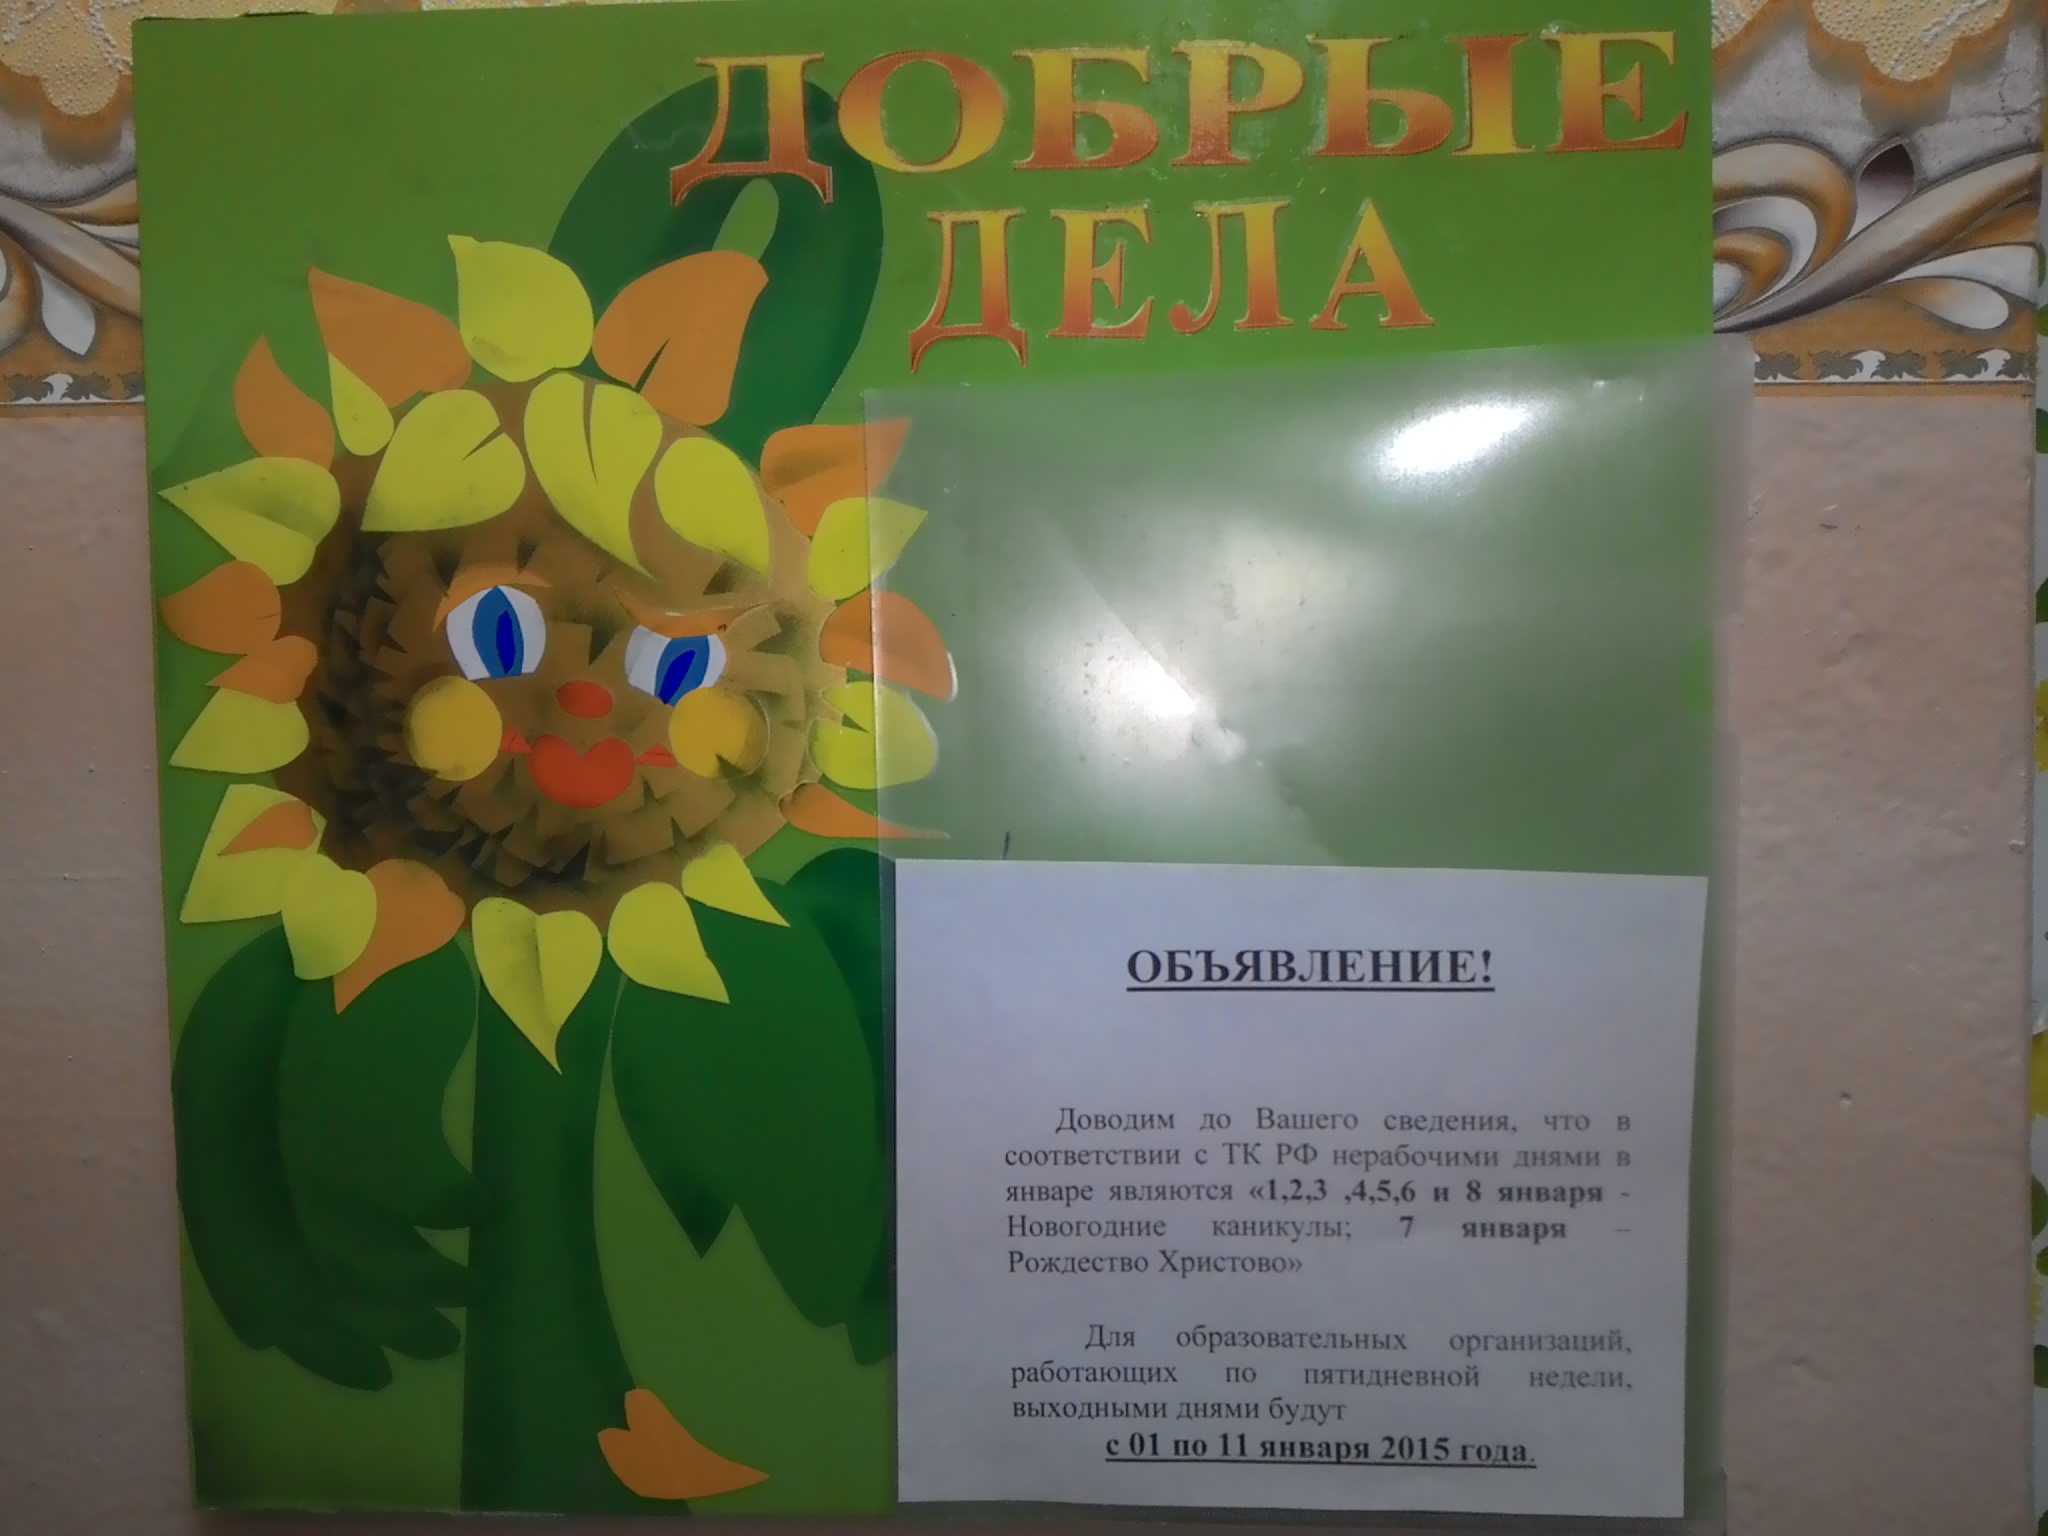 ДОБРЫЕ
ДЕЛА
ОБЪЯВЛЕНИЕ!
Доводим до Вашего сведения, что в
соответствии с ТК РФ нерабочими днями в
январе являются «1,2,3 ,4,5,6 и 8 января -
Новогодние каникулы; 7 января –
Рождество Христово»
Для образовательных организаций,
работающих по пятидневной недели,
выходными днями будут
с 01 по 11 января 2015 года.